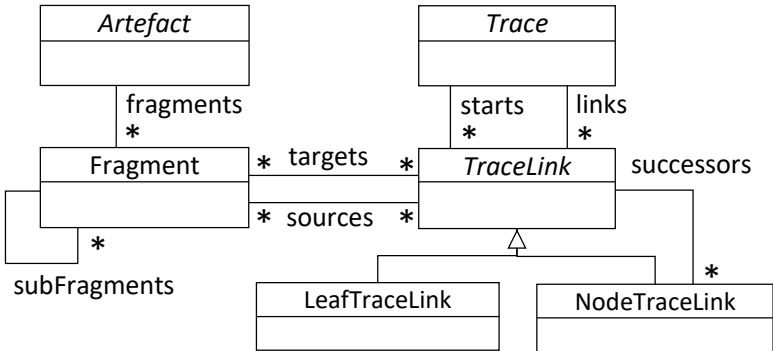 Artefact
Trace
fragments
*
starts
links
*
*
Fragment
* targets *
TraceLink
successors
* sources *
*
subFragments
*
LeafTraceLink
NodeTraceLink